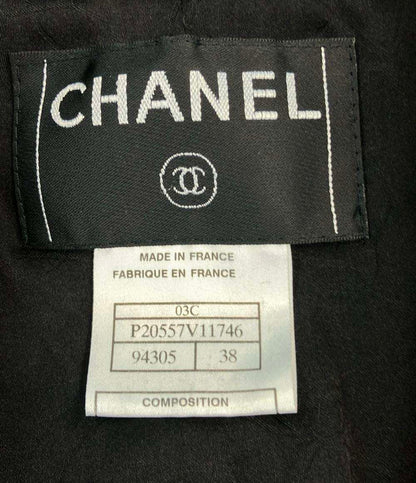 CHANEL
MADE IN FRANCE
FABRIQUE EN FRANCE
03C
P20557V11746
94305 38
COMPOSITION